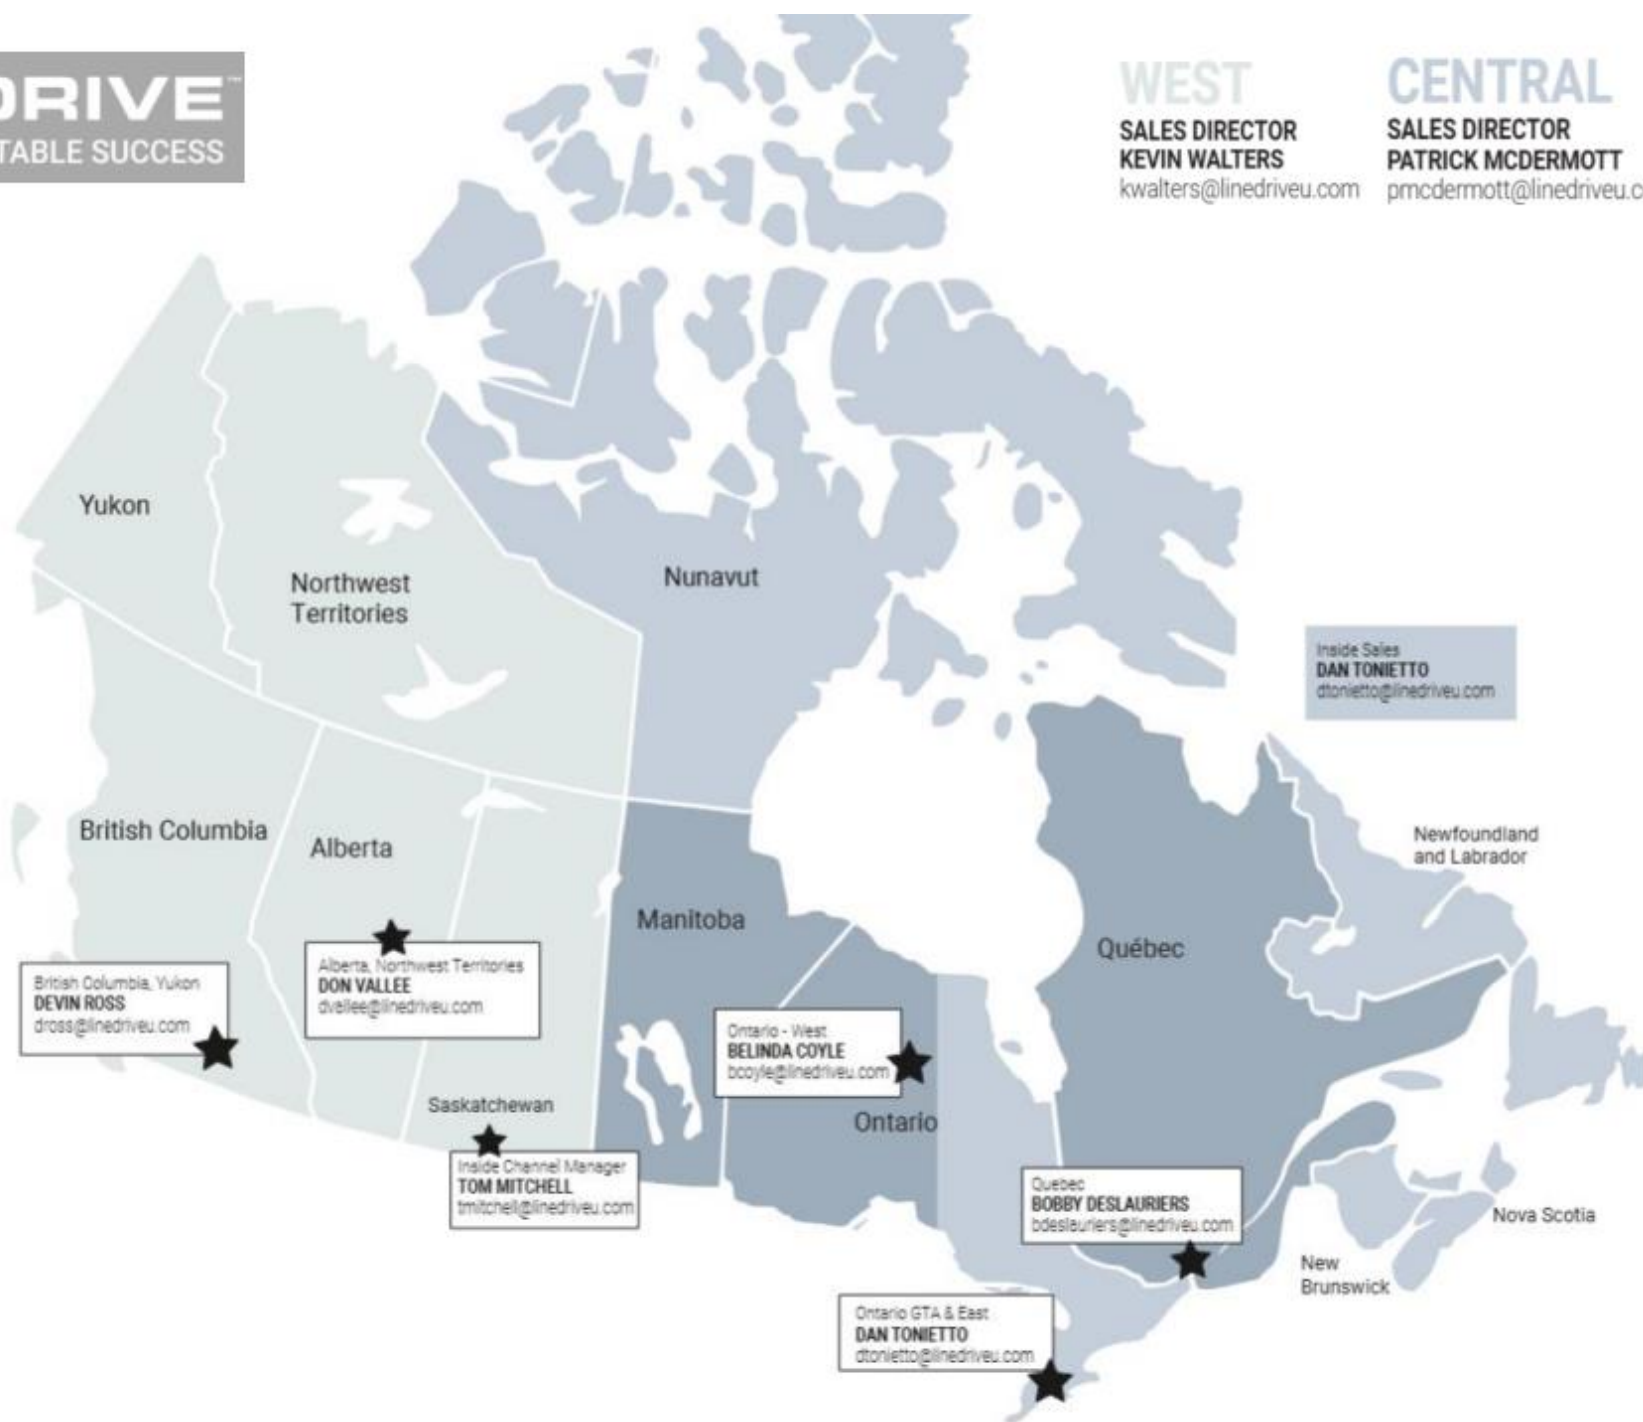 DRIVE™
TABLE SUCCESS
WEST
SALES DIRECTOR
KEVIN WALTERS
kwalters@linedriveu.com
CENTRAL
SALES DIRECTOR
PATRICK MCDERMOTT
pmcdermott@linedriveu.c
Yukon
Northwest
Territories
Nunavut
Inside Sales
DAN TONIETTO
dtonietto@linedriveu.com
British Columbia
Alberta
Newfoundland
and Labrador
Manitoba
Québec
British Columbia, Yukon
DEVIN ROSS
dross@linedriveu.com
Alberta, Northwest Territories
DON VALLEE
dvallee@linedriveu.com
Ontario - West
BELINDA COYLE
bcoyle@linedriveu.com
Ontario
Saskatchewan
Inside Channel Manager
TOM MITCHELL
tmitchell@linedriveu.com
Quebec
BOBBY DESLAURIERS
bdeslauriers@linedriveu.com
Nova Scotia
New
Brunswick
Ontario GTA & East
DAN TONIETTO
dtonietto@linedriveu.com